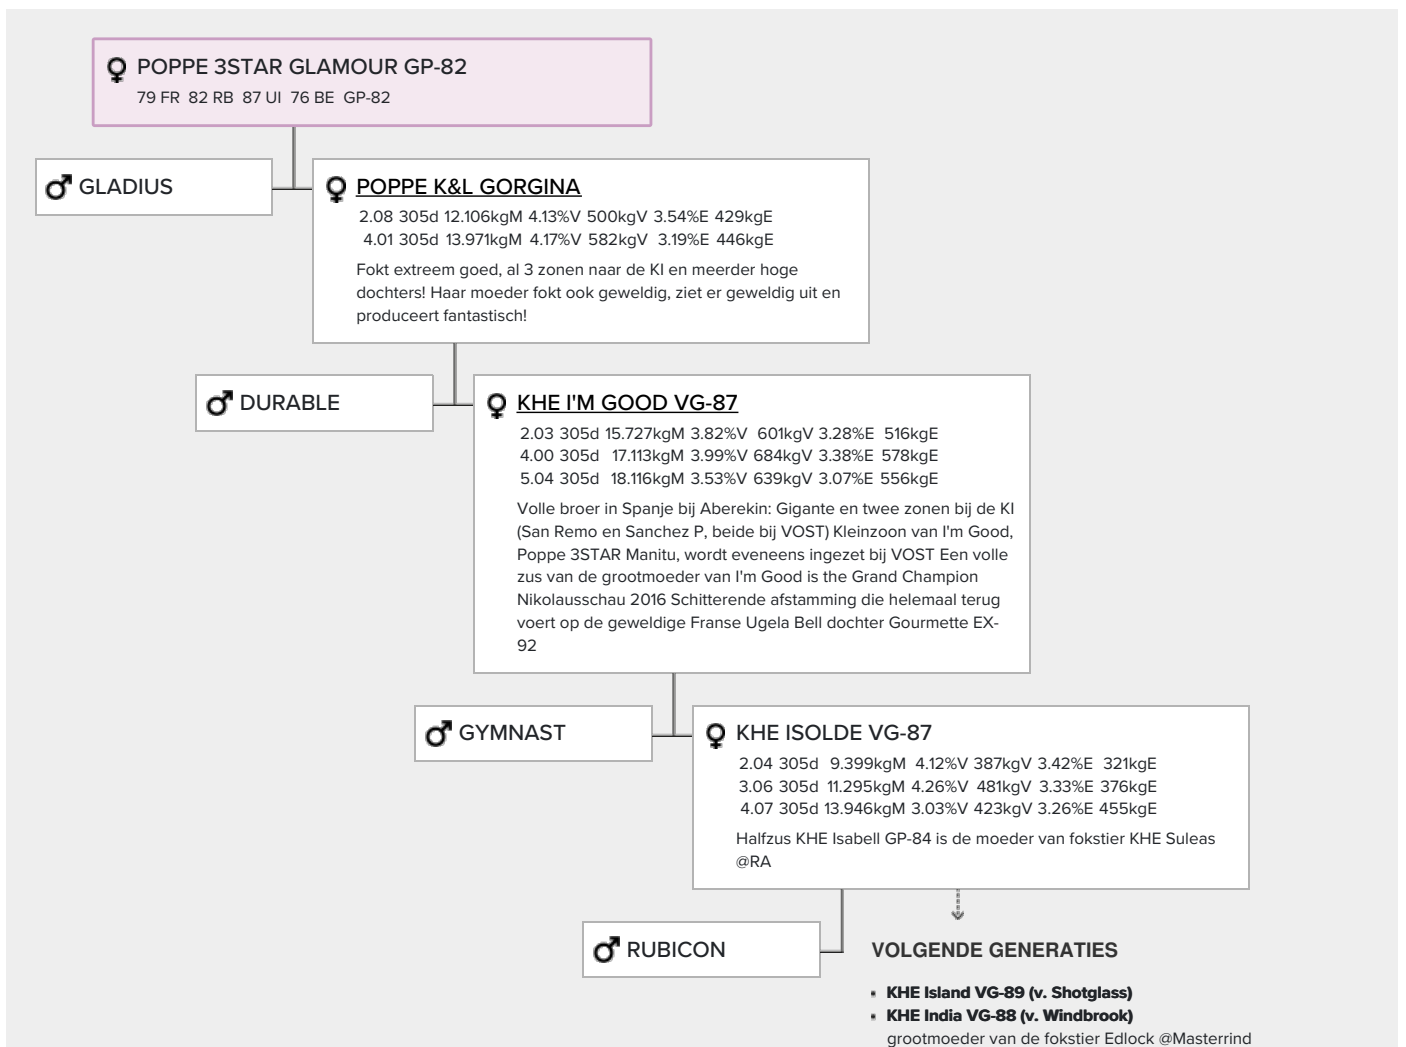 POPPE 3STAR GLAMOUR GP-82
79 FR 82 RB 87 UI 76 BE GP-82
GLADIUS
POPPE K&L GORGINA
2.08 305d 12.106kgM 4.13%V 500kgV 3.54%E 429kgE
4.01 305d 13.971kgM 4.17%V 582kgV 3.19%E 446kgE
Fokt extreem goed, al 3 zonen naar de KI en meerder hoge
dochters! Haar moeder fokt ook geweldig, ziet er geweldig uit en
produceert fantastisch!
DURABLE
KHE I'M GOOD VG-87
2.03 305d 15.727kgM 3.82%V 601kgV 3.28%E 516kgE
4.00 305d 17.113kgM 3.99%V 684kgV 3.38%E 578kgE
5.04 305d 18.116kgM 3.53%V 639kgV 3.07%E 556kgE
Volle broer in Spanje bij Aberekin: Gigante en twee zonen bij de KI
(San Remo en Sanchez P, beide bij VOST) Kleinzoon van I'm Good,
Poppe 3STAR Manitu, wordt eveneens ingezet bij VOST Een volle
zus van de grootmoeder van I'm Good is the Grand Champion
Nikolausschau 2016 Schitterende afstamming die helemaal terug
voert op de geweldige Franse Ugela Bell dochter Gourmette EX-
92
GYMNAST
KHE ISOLDE VG-87
2.04 305d 9.399kgM 4.12%V 387kgV 3.42%E 321kgE
3.06 305d 11.295kgM 4.26%V 481kgV 3.33%E 376kgE
4.07 305d 13.946kgM 3.03%V 423kgV 3.26%E 455kgE
Halfzus KHE Isabell GP-84 is de moeder van fokstier KHE Suleas
@RA
RUBICON
VOLGENDE GENERATIES
• KHE Island VG-89 (v. Shotglass)
• KHE India VG-88 (v. Windbrook)
grootmoeder van de fokstier Edlock @Masterrind